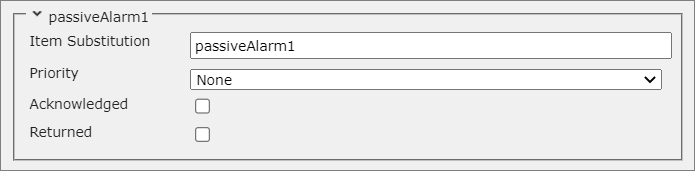 passiveAlarm1
Item Substitution passiveAlarm1
Priority None
Acknowledged
Returned